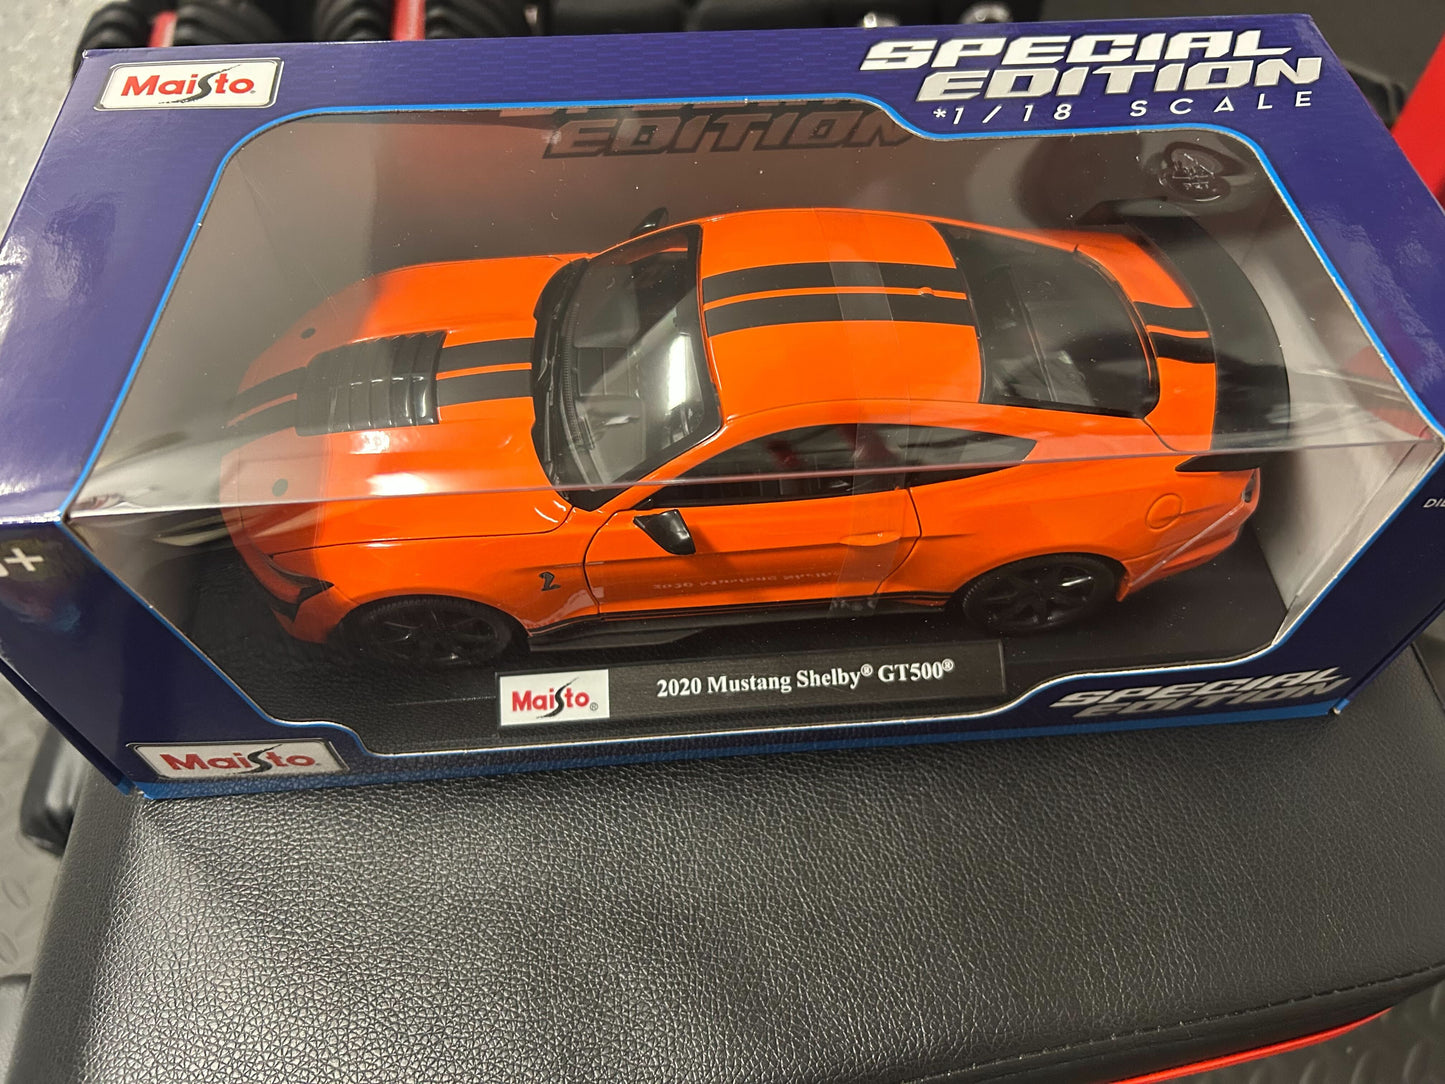 Maisto
SPECIAL
EDITION
*1/18 SCALE
EDITION
Maisto®
2020 Mustang Shelby® GT500®
SPECIAL
EDITION
Maisto